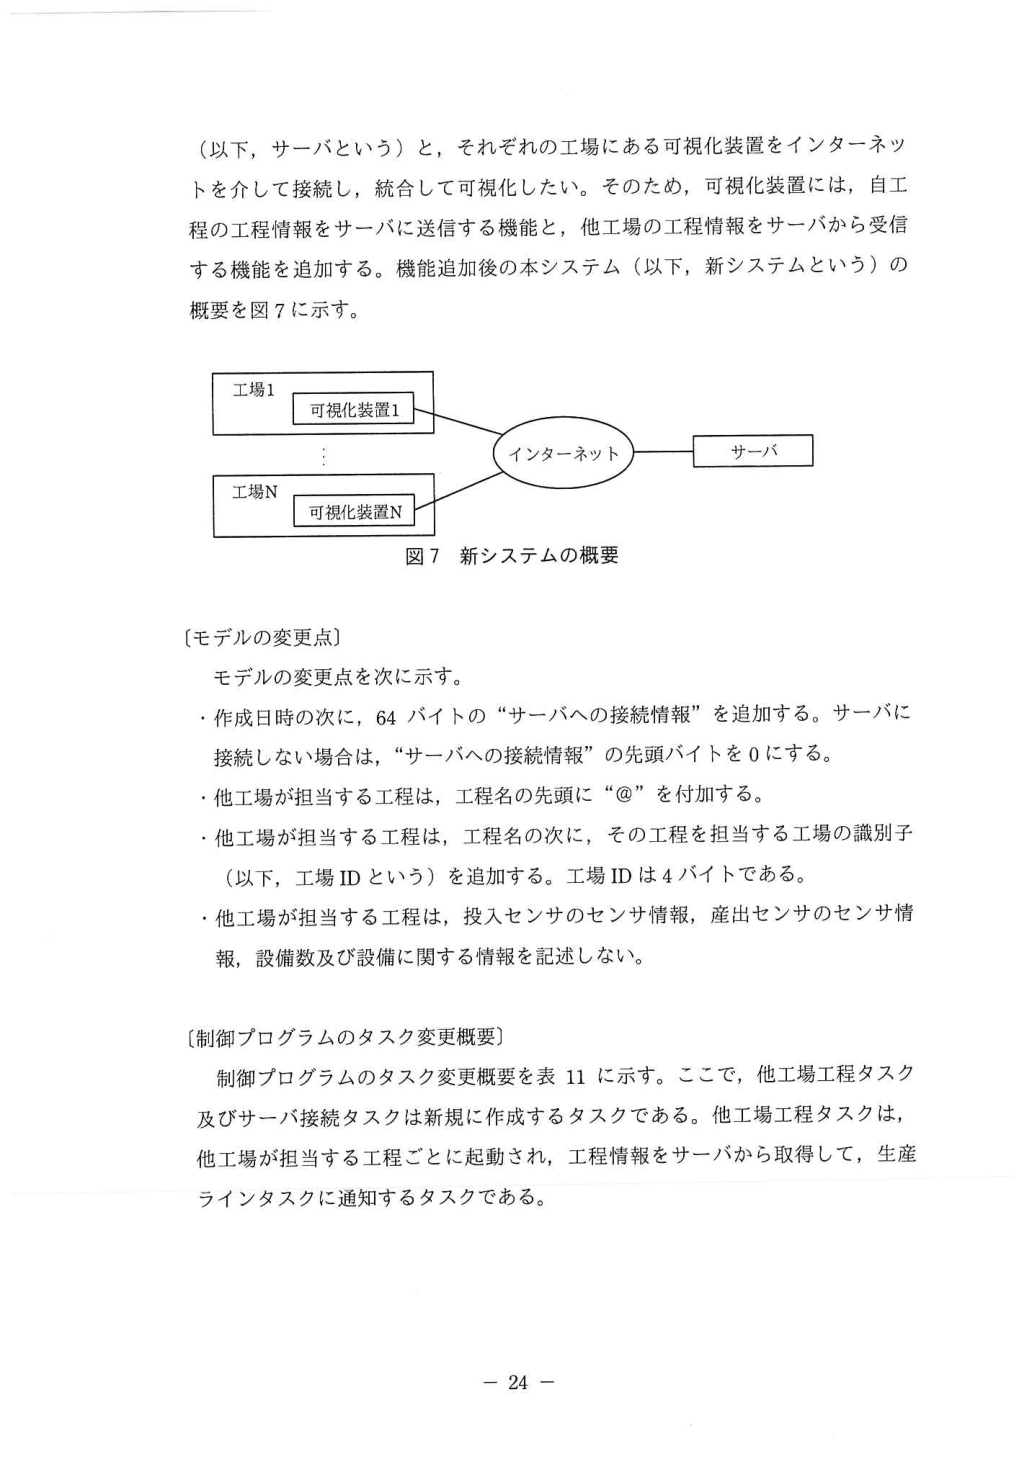 （以下，サーバという）と，それぞれの工場にある可視化装置をインターネッ
トを介して接続し，統合して可視化したい。そのため，可視化装置には，自工
程の工程情報をサーバに送信する機能と，他工場の工程情報をサーバから受信
する機能を追加する。機能追加後の本システム（以下，新システムという）の
概要を図7に示す。
工場1
可視化装置1
⋮
インターネット
サーバ
工場N
可視化装置N
図7　新システムの概要
〔モデルの変更点〕
モデルの変更点を次に示す。
・作成日時の次に，64 バイトの“サーバへの接続情報”を追加する。サーバに
接続しない場合は，“サーバへの接続情報”の先頭バイトを0にする。
・他工場が担当する工程は，工程名の先頭に“@”を付加する。
・他工場が担当する工程は，工程名の次に，その工程を担当する工場の識別子
（以下，工場IDという）を追加する。工場IDは4バイトである。
・他工場が担当する工程は，投入センサのセンサ情報，産出センサのセンサ情
報，設備数及び設備に関する情報を記述しない。
〔制御プログラムのタスク変更概要〕
制御プログラムのタスク変更概要を表 11 に示す。ここで，他工場工程タスク
及びサーバ接続タスクは新規に作成するタスクである。他工場工程タスクは，
他工場が担当する工程ごとに起動され，工程情報をサーバから取得して，生産
ラインタスクに通知するタスクである。
― 24 ―